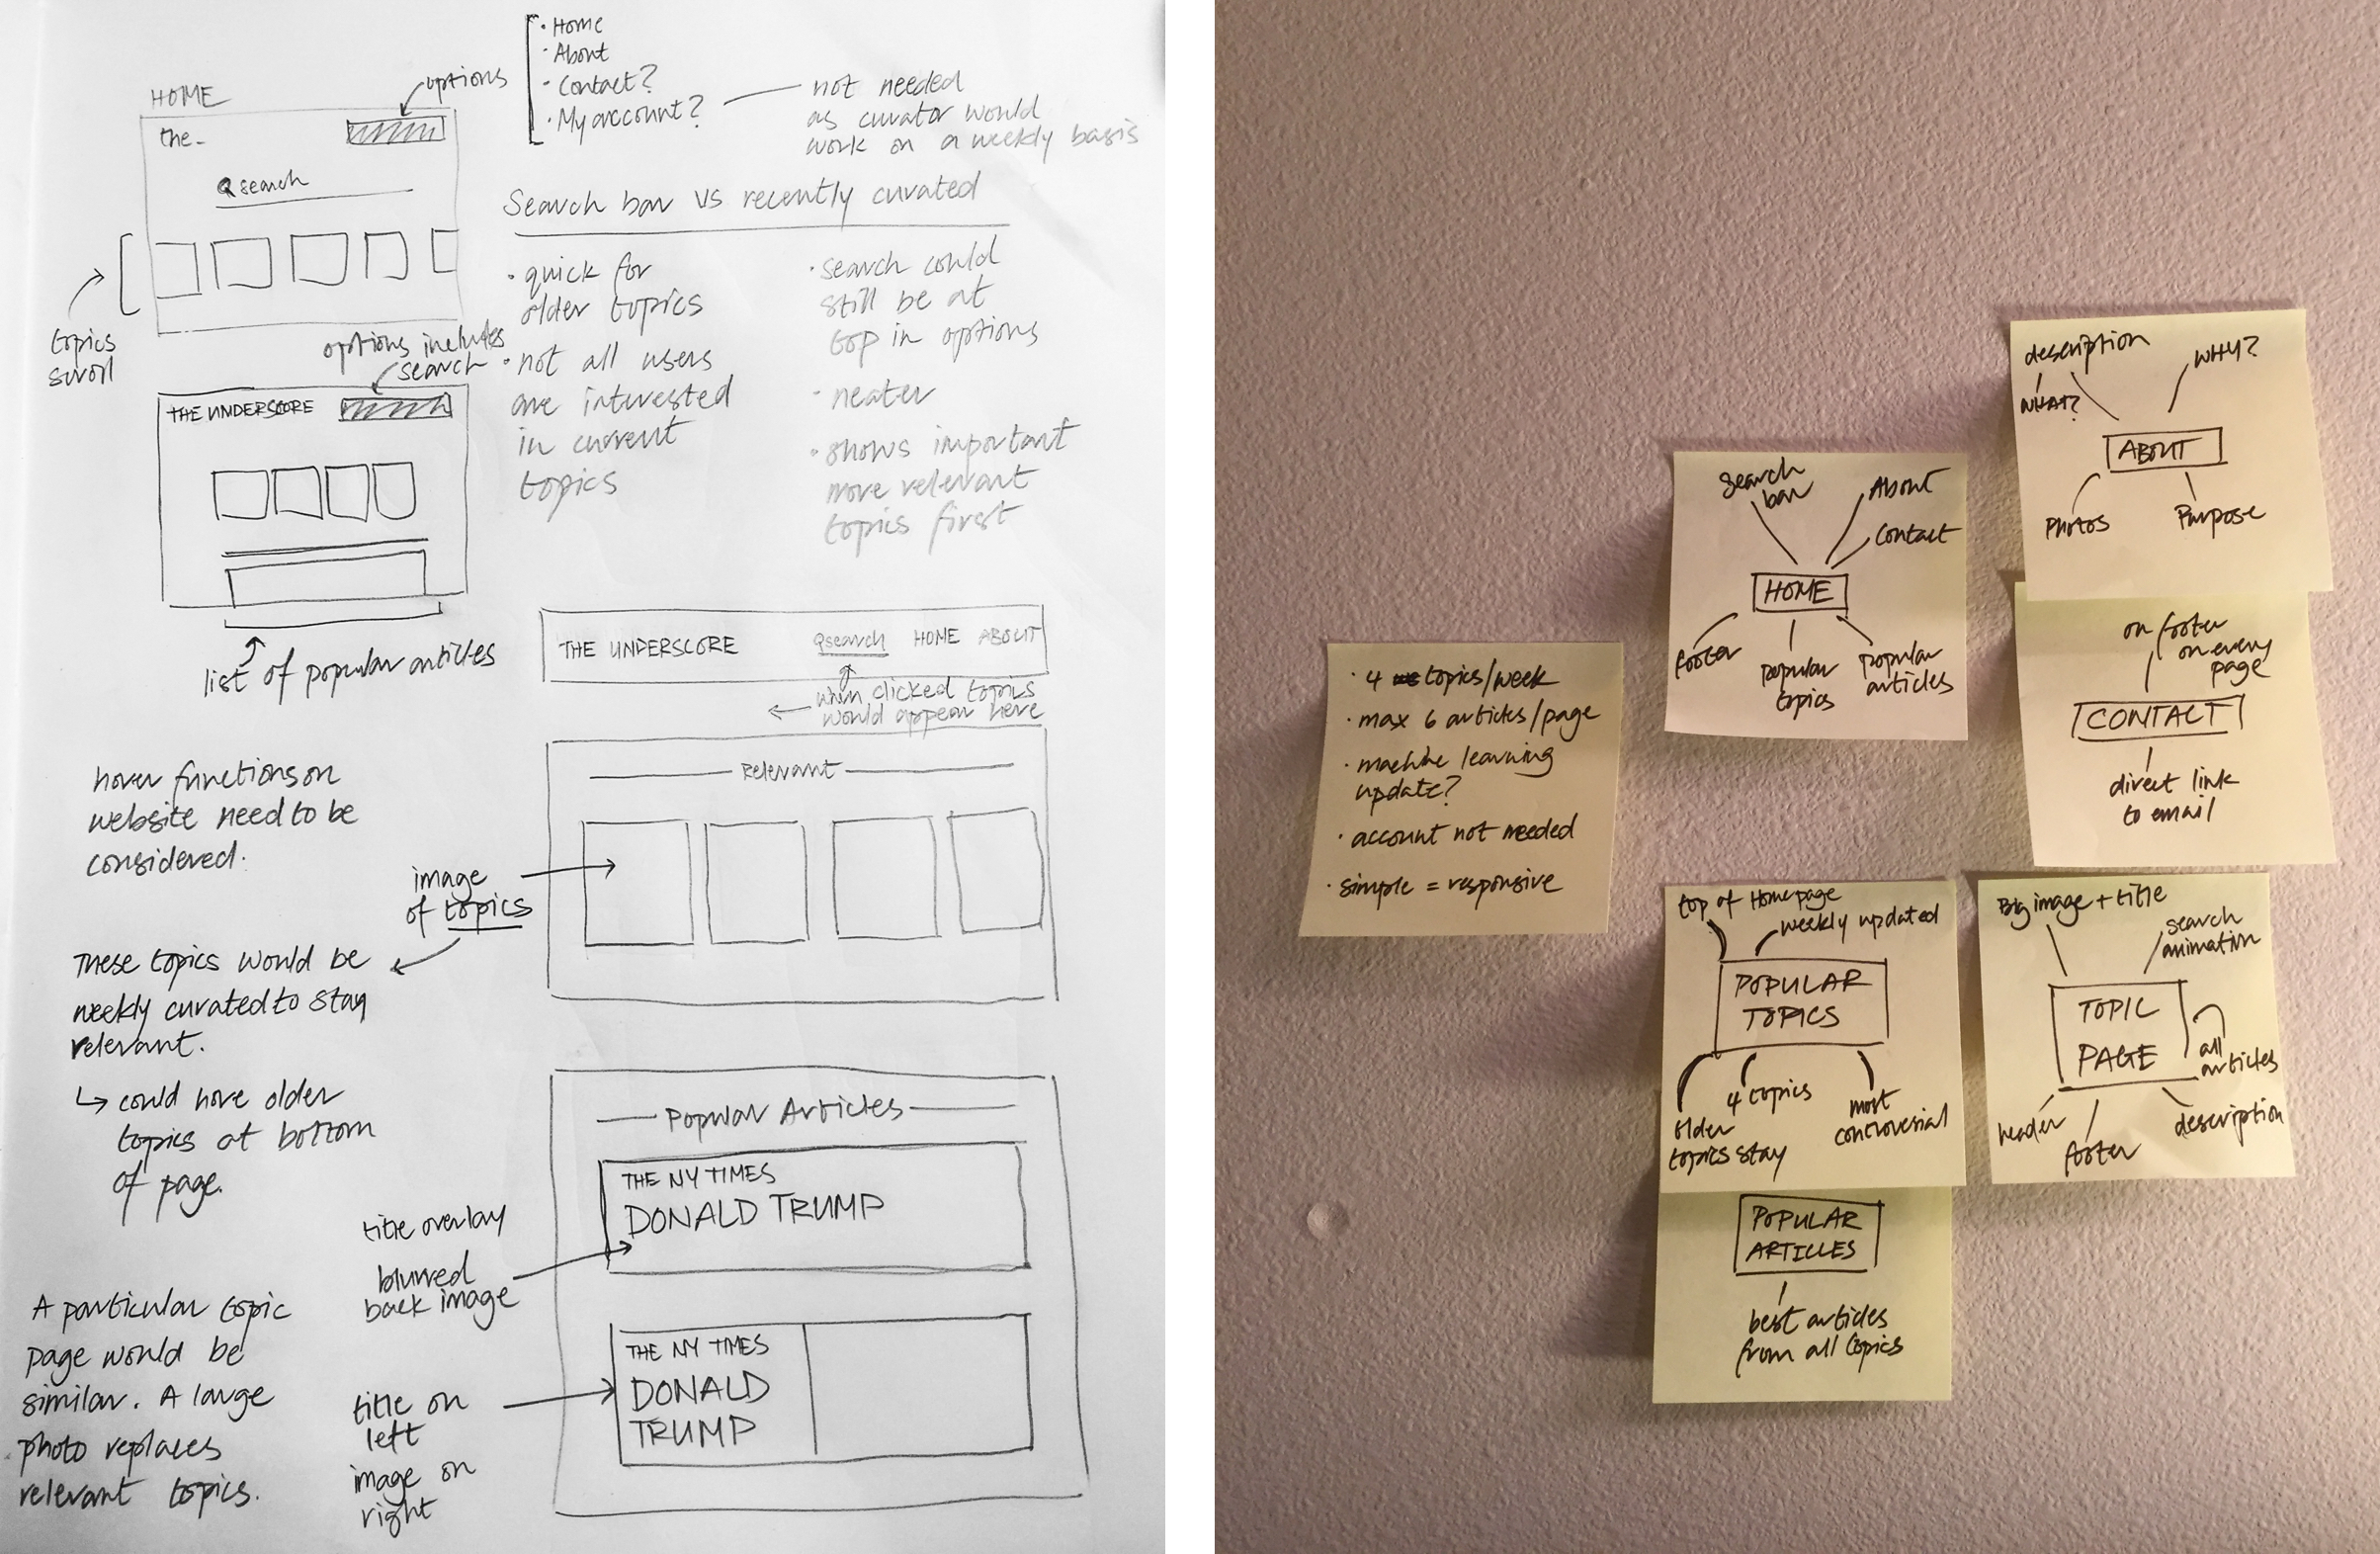 · Home
· About
· Contact?
· My account?
not needed
as curator would
work on a weekly basis
HOME
options
the-
search
topics
scroll
Search bar vs recently curated
· quick for
older topics
· not all users
are interested
in current
topics
· search could
still be at
top in options
· neater
· shows important
more relevant
topics first
options includes
search
THE UNDERSCORE
list of popular articles
THE UNDERSCORE search HOME ABOUT
when clicked topics
would appear here
hover functions on
website need to be
considered.
Relevant
image
of topics
These topics would be
weekly curated to stay
relevant.
↳ could have older
topics at bottom
of page.
Popular Articles
THE NY TIMES
DONALD TRUMP
title overlay
blurred
back image
A particular topic
page would be
similar. A large
photo replaces
relevant topics.
THE NY TIMES
DONALD
TRUMP
title on
left
image on
right
· 4 topics/week
· max 6 articles/page
· machine learning
update?
· account not needed
· simple = responsive
Search
bar
About
Contact
HOME
footer
popular
topics
popular
articles
description
WHAT?
WHY?
ABOUT
Photos
Purpose
on footer
on every
page
CONTACT
direct link
to email
top of Homepage
weekly updated
POPULAR
TOPICS
older
topics stay
4 topics
most
controversial
Big image + title
search
animation
TOPIC
PAGE
all
articles
header
footer
description
POPULAR
ARTICLES
best articles
from all topics